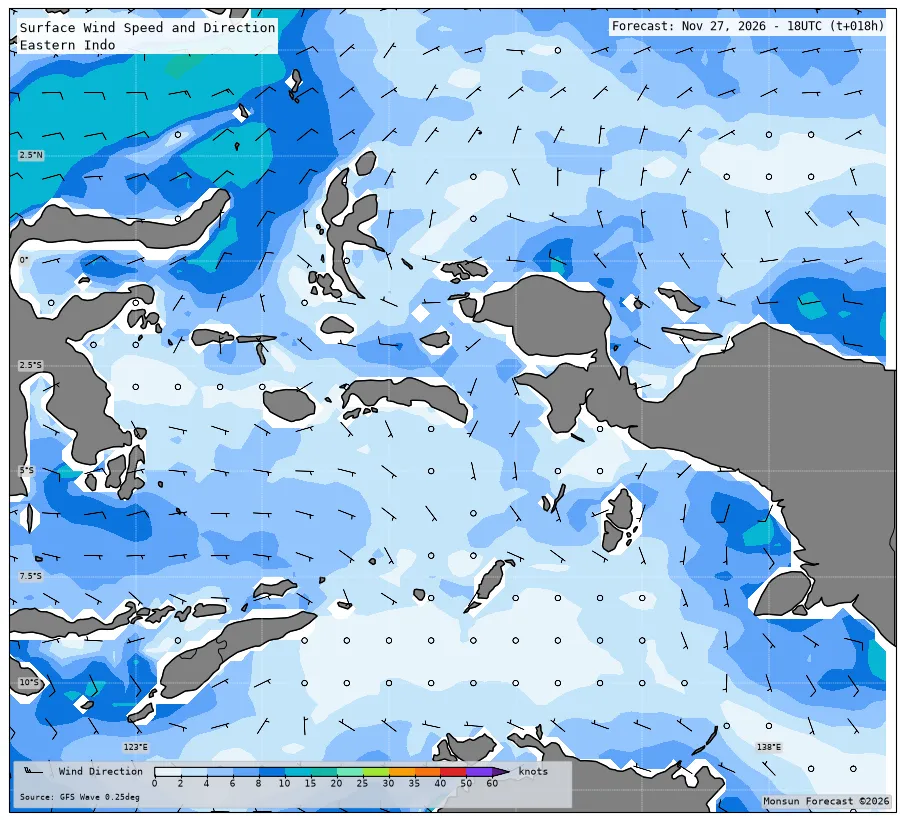 Surface Wind Speed and Direction
Eastern Indo
Forecast: Nov 27, 2026 - 18UTC (t+018h)
2.5°N
0°
2.5°S
5°S
7.5°S
10°S
123°E
138°E
Wind Direction
knots
0 2 4 6 8 10 15 20 25 30 35 40 50 60
Source: GFS Wave 0.25deg
Monsun Forecast ©2026